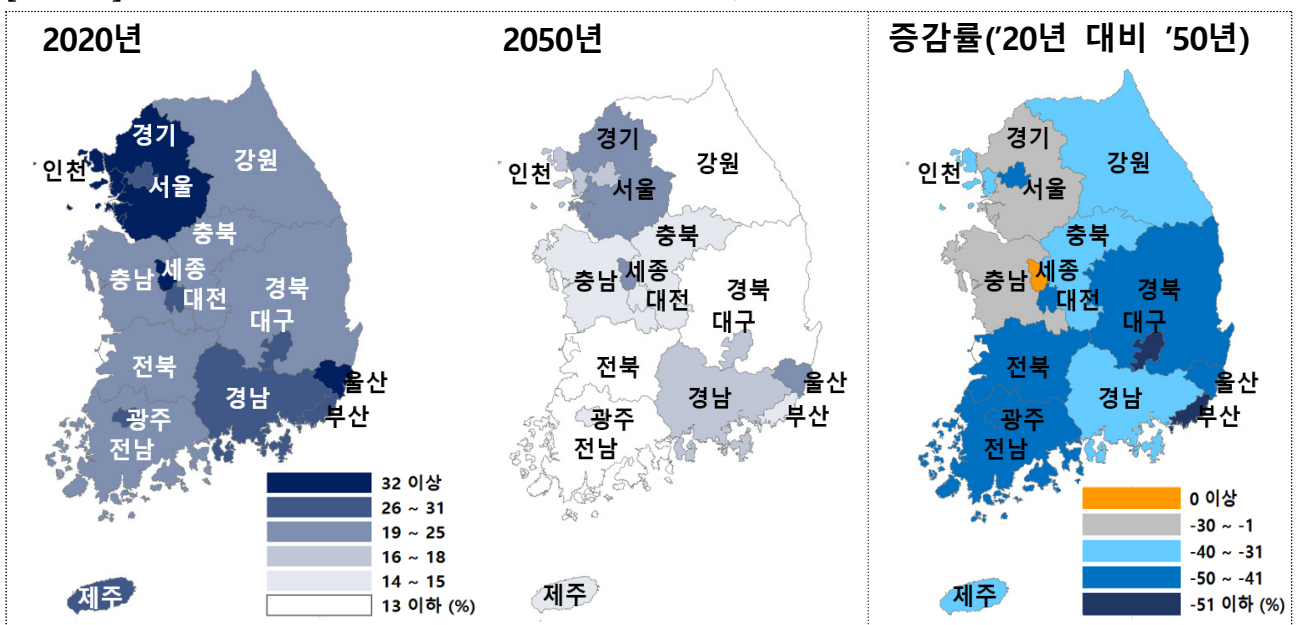 2020년
경기
인천
강원
서울
충북
충남
세종
대전
경북
대구
전북
경남
울산
부산
광주
전남
제주
32 이상
26 ~ 31
19 ~ 25
16 ~ 18
14 ~ 15
13 이하 (%)
2050년
경기
인천
강원
서울
충북
충남
세종
대전
경북
대구
전북
경남
울산
부산
광주
전남
제주
증감률('20년 대비 '50년)
경기
인천
강원
서울
충북
충남
세종
대전
경북
대구
전북
경남
울산
부산
광주
전남
제주
0 이상
-30 ~ -1
-40 ~ -31
-50 ~ -41
-51 이하 (%)